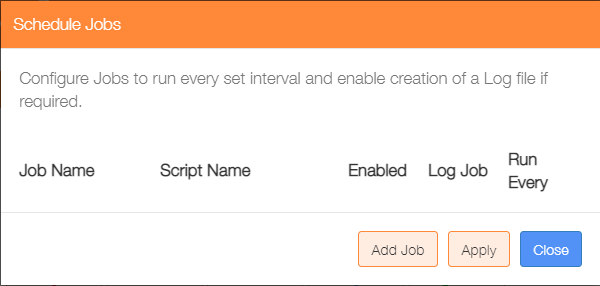 Schedule Jobs
Configure Jobs to run every set interval and enable creation of a Log file if
required.
Job Name Script Name Enabled Log Job Run
Every
Add Job Apply Close